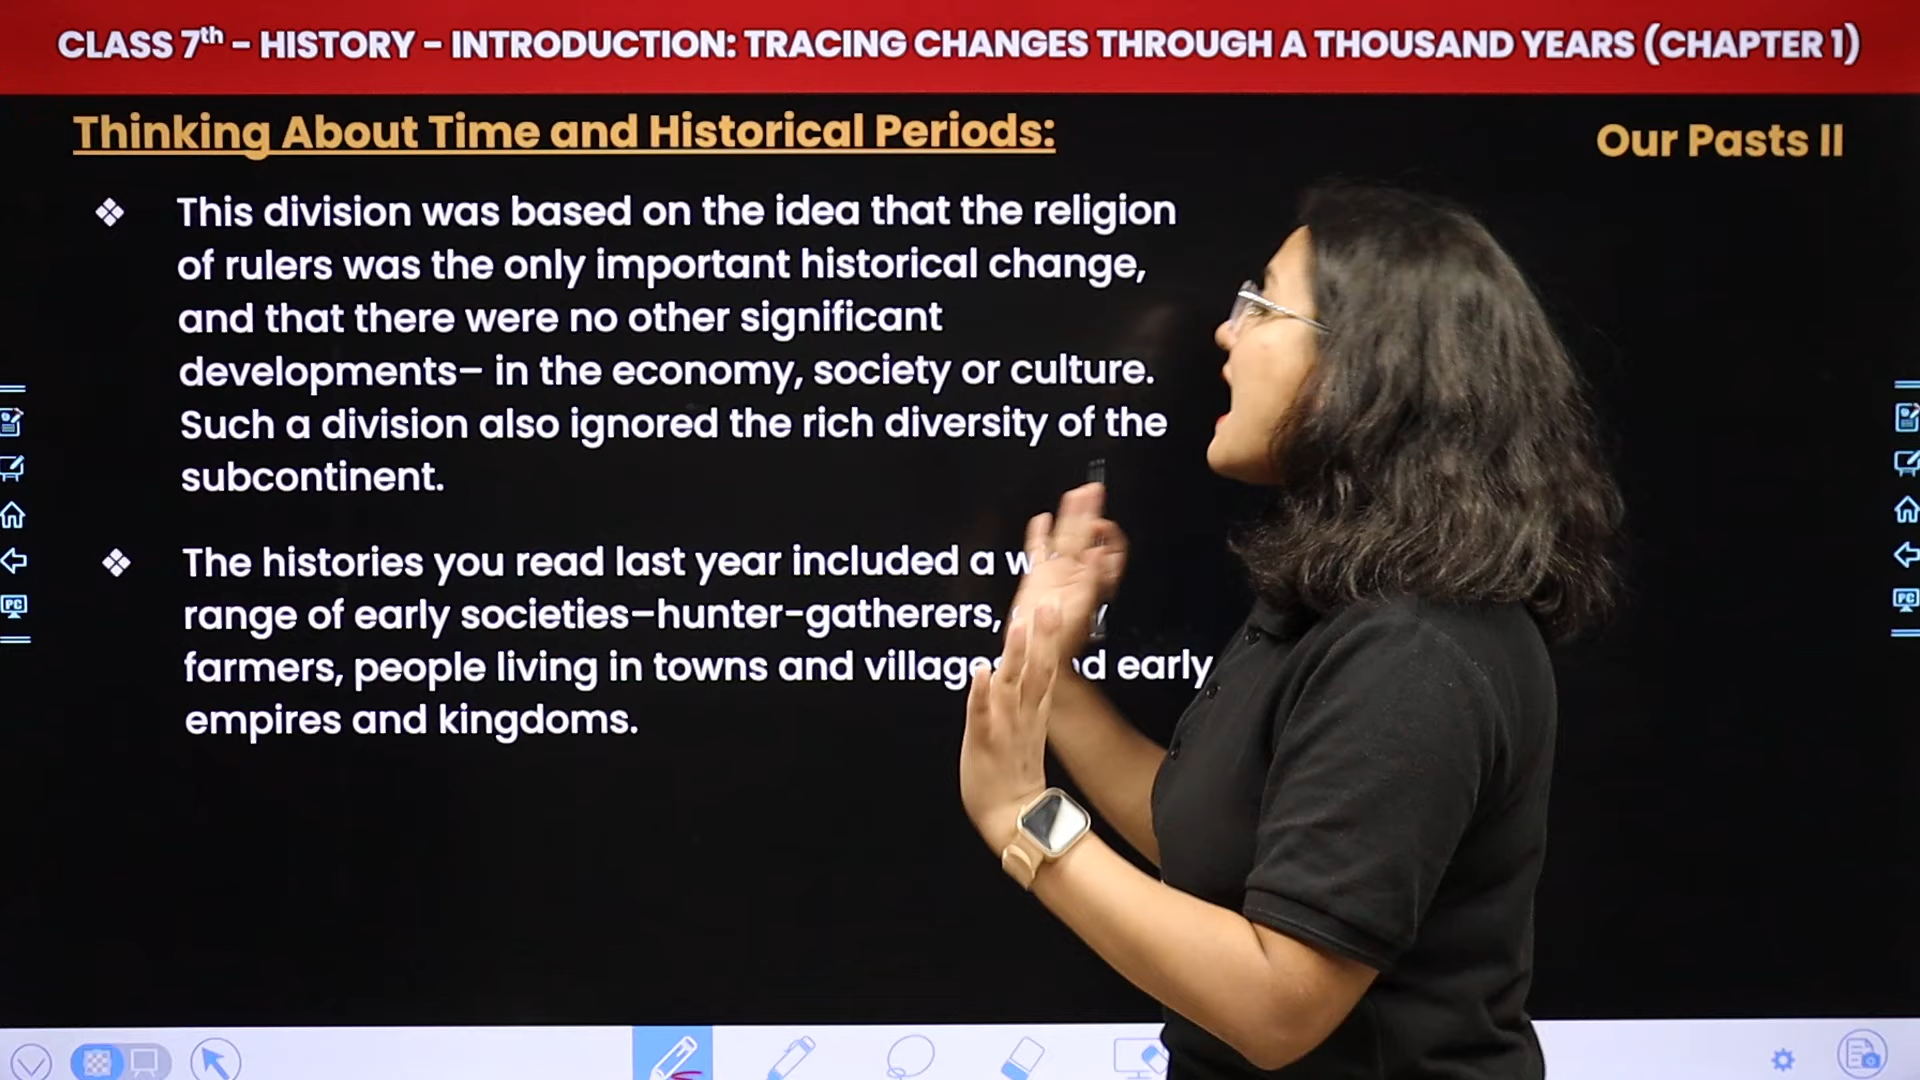 CLASS 7th – HISTORY – INTRODUCTION: TRACING CHANGES THROUGH A THOUSAND YEARS (CHAPTER 1)
Thinking About Time and Historical Periods:
Our Pasts II
❖ This division was based on the idea that the religion
of rulers was the only important historical change,
and that there were no other significant
developments– in the economy, society or culture.
Such a division also ignored the rich diversity of the
subcontinent.
❖ The histories you read last year included a
range of early societies–hunter-gatherers,
farmers, people living in towns and villages early
empires and kingdoms.
PC
PC